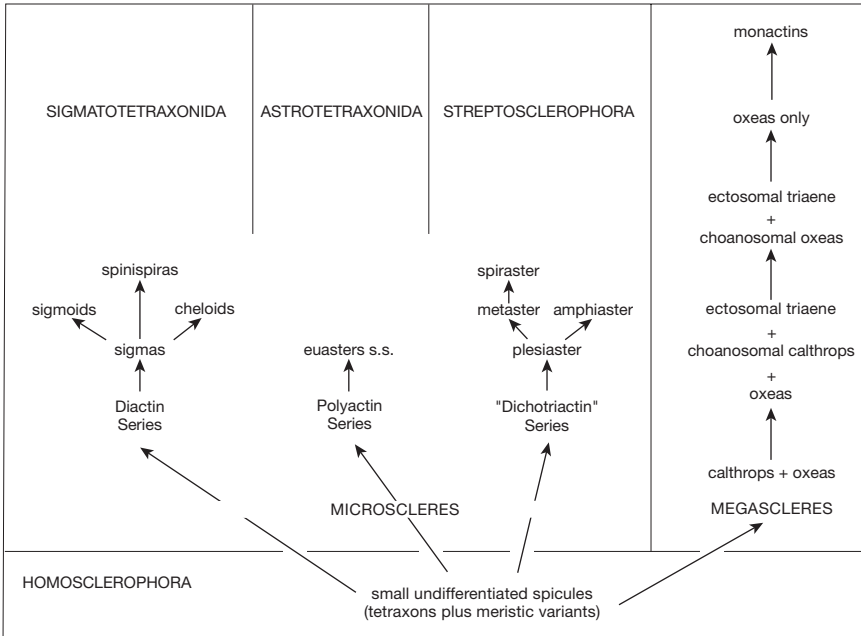 monactins
SIGMATOTETRAXONIDA
ASTROTETRAXONIDA
STREPTOSCLEROPHORA
oxeas only
ectosomal triaene
+
choanosomal oxeas
spinispiras
sigmoids
cheloids
sigmas
Diactin
Series
euasters s.s.
Polyactin
Series
spiraster
metaster
amphiaster
plesiaster
"Dichotriactin"
Series
ectosomal triaene
+
choanosomal calthrops
+
oxeas
calthrops + oxeas
MICROSCLERES
MEGASCLERES
HOMOSCLEROPHORA
small undifferentiated spicules
(tetraxons plus meristic variants)